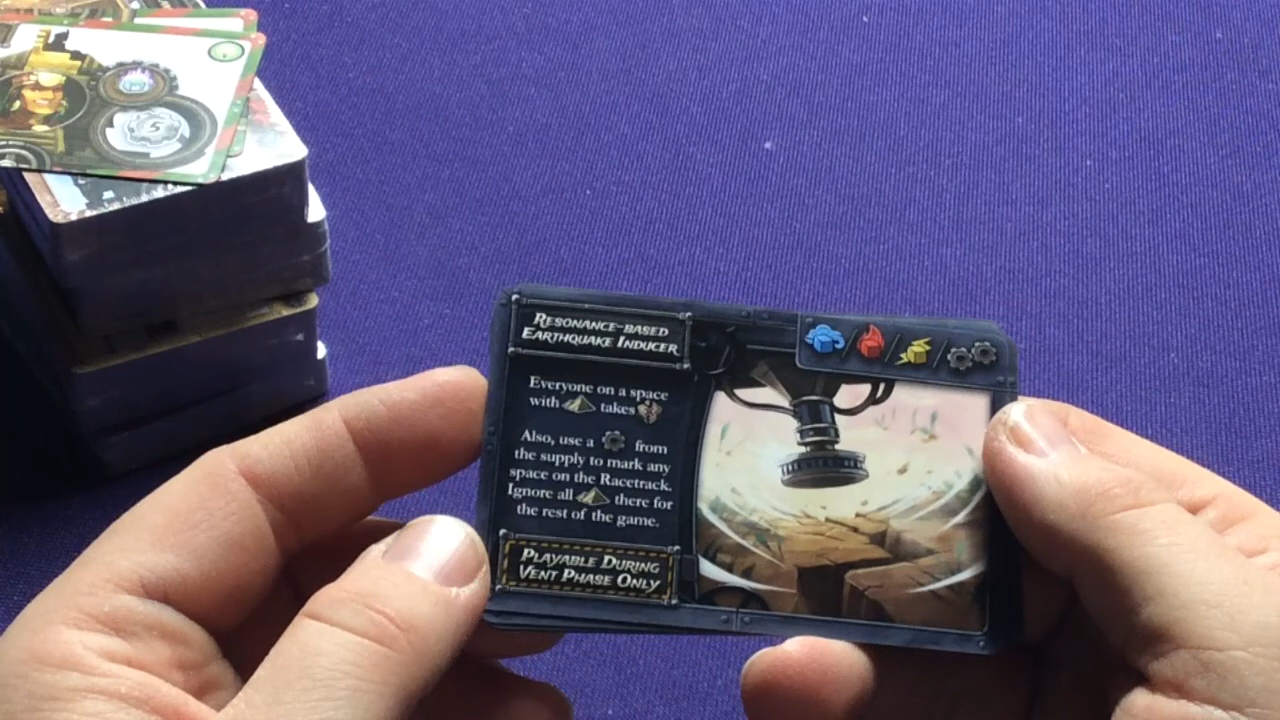 5
RESONANCE-BASED
EARTHQUAKE INDUCER
Everyone on a space
with takes
Also, use a from
the supply to mark any
space on the Racetrack.
Ignore all there for
the rest of the game.
PLAYABLE DURING
VENT PHASE ONLY